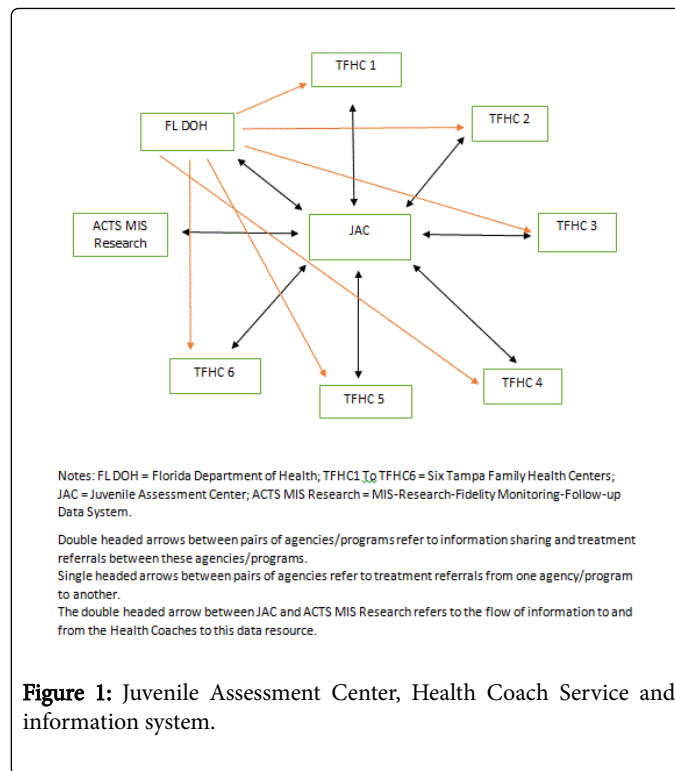 TFHC 1
FL DOH
TFHC 2
ACTS MIS
Research
JAC
TFHC 3
TFHC 6
TFHC 5
TFHC 4
Notes: FL DOH = Florida Department of Health; TFHC1 To TFHC6 = Six Tampa Family Health Centers;
JAC = Juvenile Assessment Center; ACTS MIS Research = MIS-Research-Fidelity Monitoring-Follow-up
Data System.
Double headed arrows between pairs of agencies/programs refer to information sharing and treatment
referrals between these agencies/programs.
Single headed arrows between pairs of agencies refer to treatment referrals from one agency/program
to another.
The double headed arrow between JAC and ACTS MIS Research refers to the flow of information to and
from the Health Coaches to this data resource.
Figure 1: Juvenile Assessment Center, Health Coach Service and
information system.